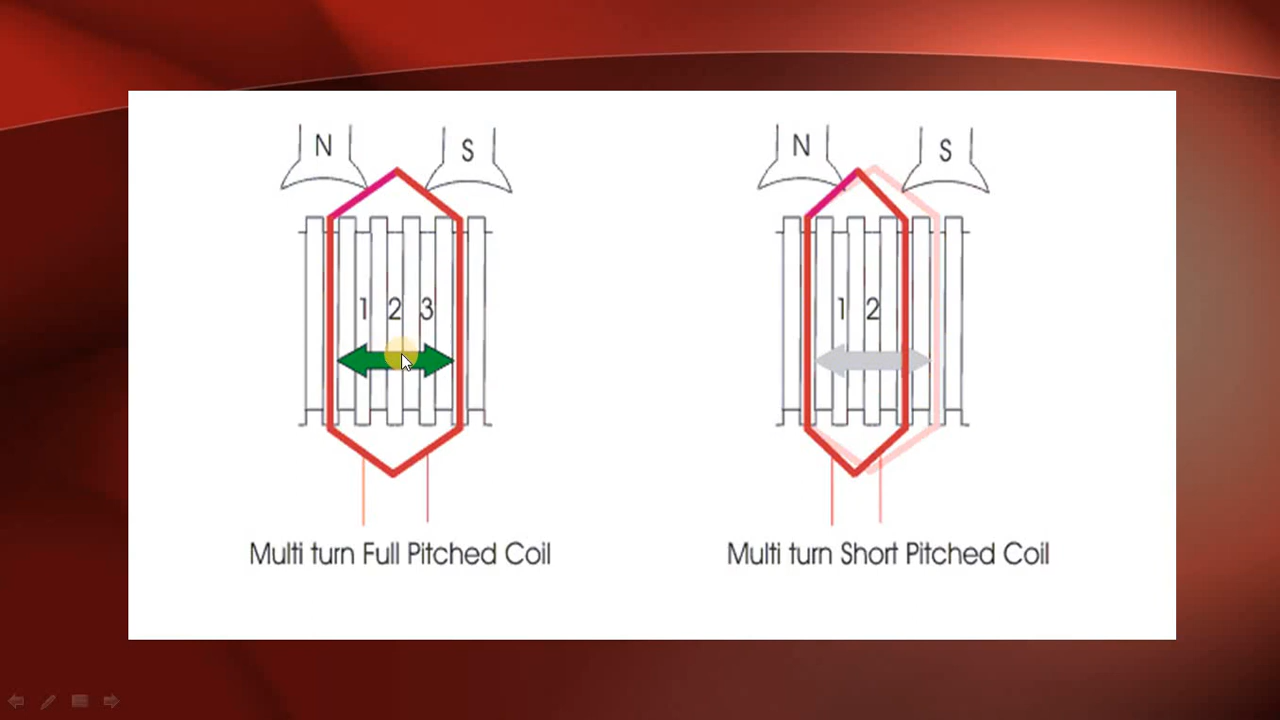 N S N S
1 2 3 1 2
Multi turn Full Pitched Coil Multi turn Short Pitched Coil